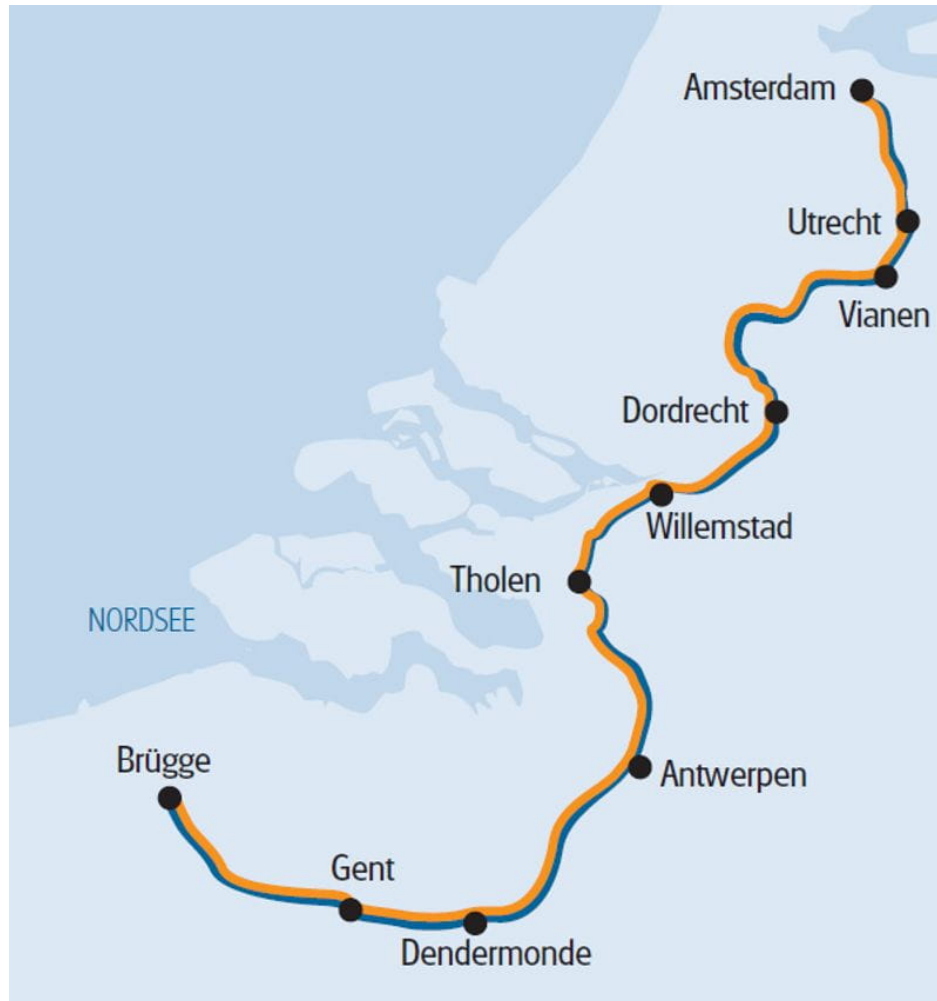 Amsterdam
Utrecht
Vianen
Dordrecht
Willemstad
Tholen
NORDSEE
Brügge
Antwerpen
Gent
Dendermonde